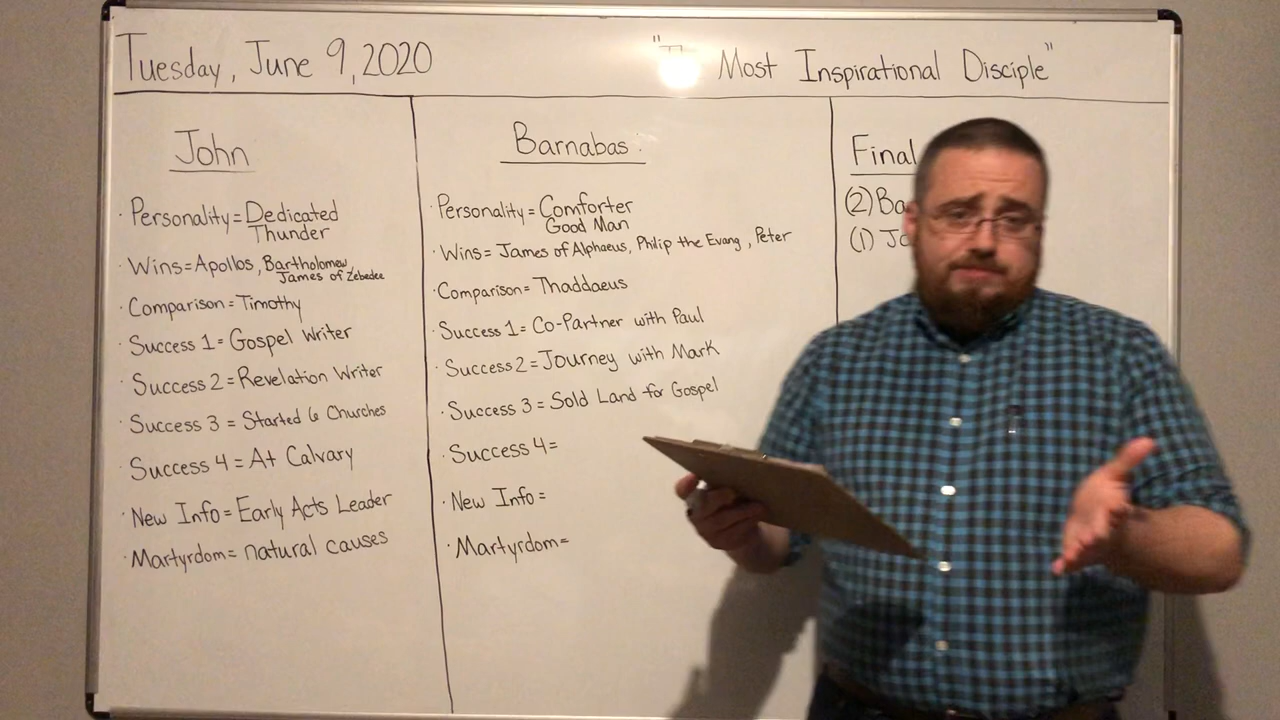 Tuesday, June 9, 2020
" Most Inspirational Disciple"
John
· Personality = Dedicated
Thunder
· Wins = Apollos, Bartholomew,
James of Zebedee
· Comparison = Timothy
· Success 1 = Gospel Writer
· Success 2 = Revelation Writer
· Success 3 = Started 6 Churches
· Success 4 = At Calvary
· New Info = Early Acts Leader
· Martyrdom = natural causes
Barnabas
· Personality = Comforter
Good Man
· Wins = James of Alphaeus, Philip the Evang, Peter
· Comparison = Thaddaeus
· Success 1 = Co-Partner with Paul
· Success 2 = Journey with Mark
· Success 3 = Sold Land for Gospel
· Success 4 =
· New Info =
· Martyrdom =
Final
(2) Ba
(1) Jo